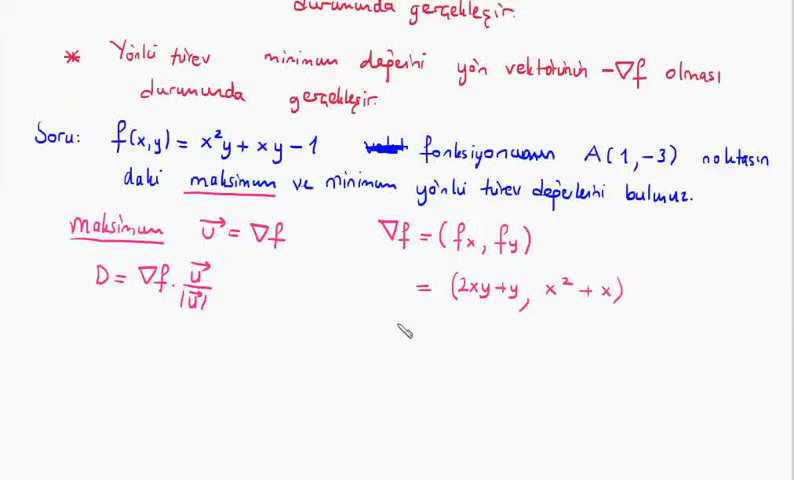 durumunda gerçekleşir.
* Yönlü türev minimum değerini yön vektörünün -∇f olması
durumunda gerçekleşir.
Soru: f(x,y) = x²y + xy - 1 fonksiyonunun A(1,-3) noktasın
daki maksimum ve minimum yönlü türev değerlerini bulunuz.
maksimum u⃗ = ∇f ∇f = (fx, fy)
D = ∇f · u⃗/|u⃗| = (2xy+y, x² + x)